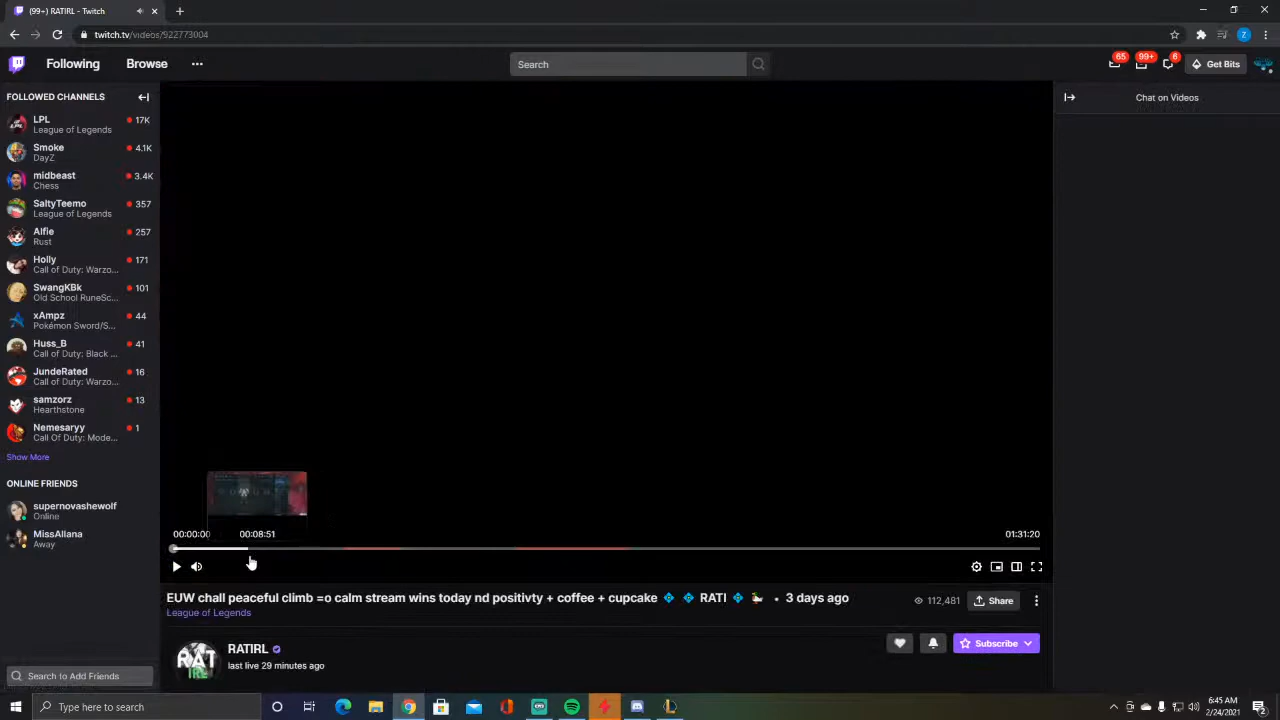 (99+) RATIRL - Twitch
twitch.tv/videos/922773004
Z
Following
Browse
Search
65
99+
6
Get Bits
FOLLOWED CHANNELS
Chat on Videos
LPL
17K
League of Legends
Smoke
4.1K
DayZ
midbeast
3.4K
Chess
SaltyTeemo
357
League of Legends
Alfie
257
Rust
Holly
171
Call of Duty: Warzo...
SwangKBk
101
Old School RuneSc...
xAmpz
44
Pokémon Sword/S...
Huss_B
41
Call of Duty: Black ...
JundeRated
16
Call of Duty: Warzo...
samzorz
13
Hearthstone
Nemesaryy
1
Call Of Duty: Mode...
Show More
ONLINE FRIENDS
supernovashewolf
Online
MissAllana
Away
00:00:00
00:08:51
01:31:20
EUW chall peaceful climb =o calm stream wins today nd positivty + coffee + cupcake 💠 💠 RATI 💠 🦆 • 3 days ago
112,481
Share
League of Legends
RAT
IRL
RATIRL
last live 29 minutes ago
Subscribe
Search to Add Friends
Type here to search
6:45 AM
2/24/2021
2